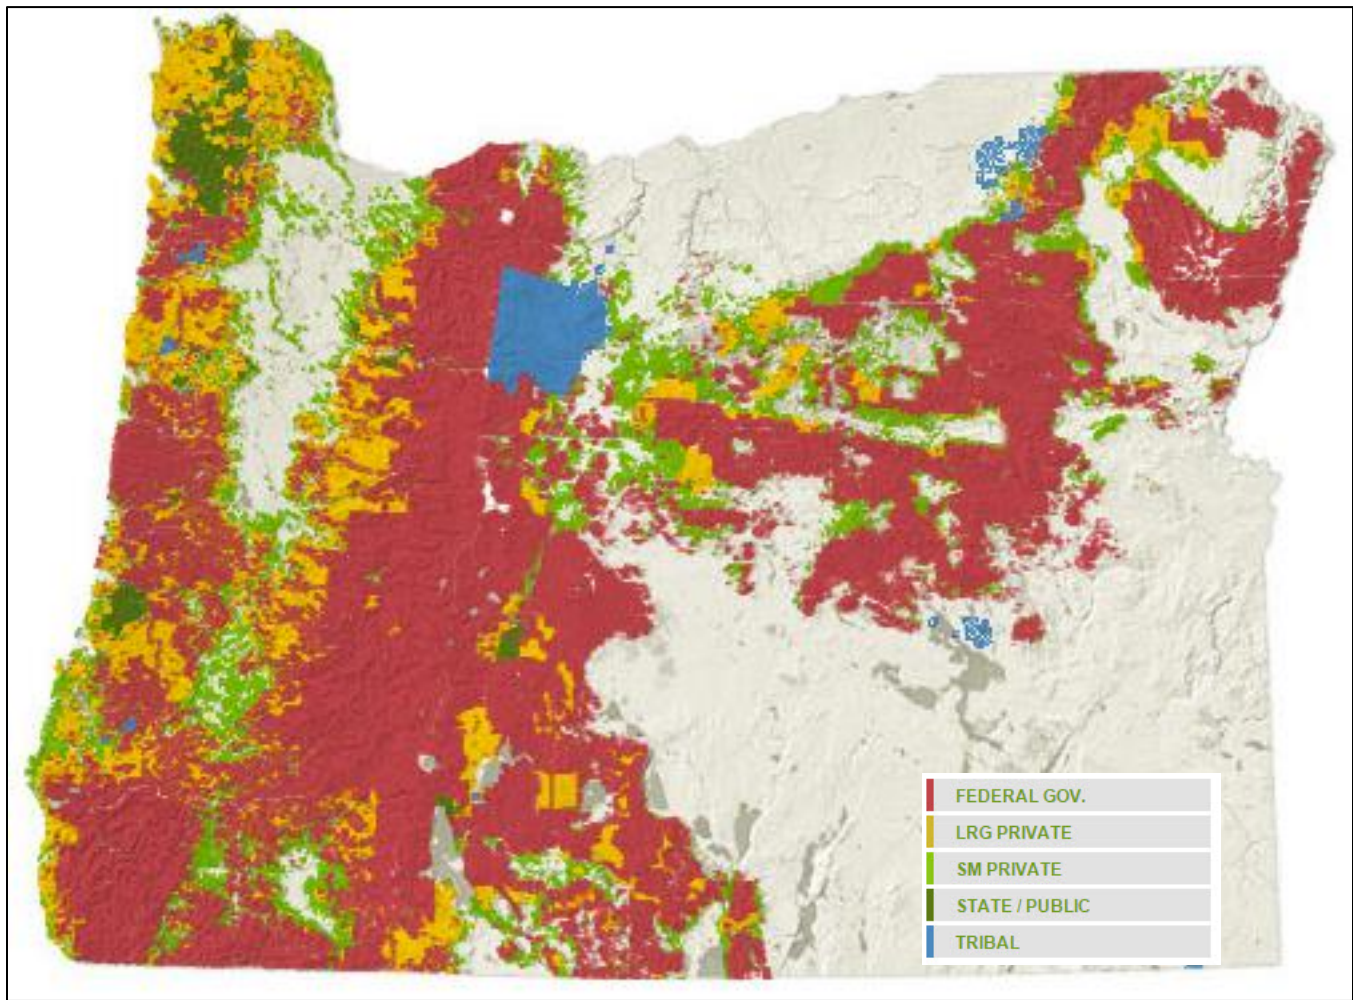 FEDERAL GOV.
LRG PRIVATE
SM PRIVATE
STATE / PUBLIC
TRIBAL